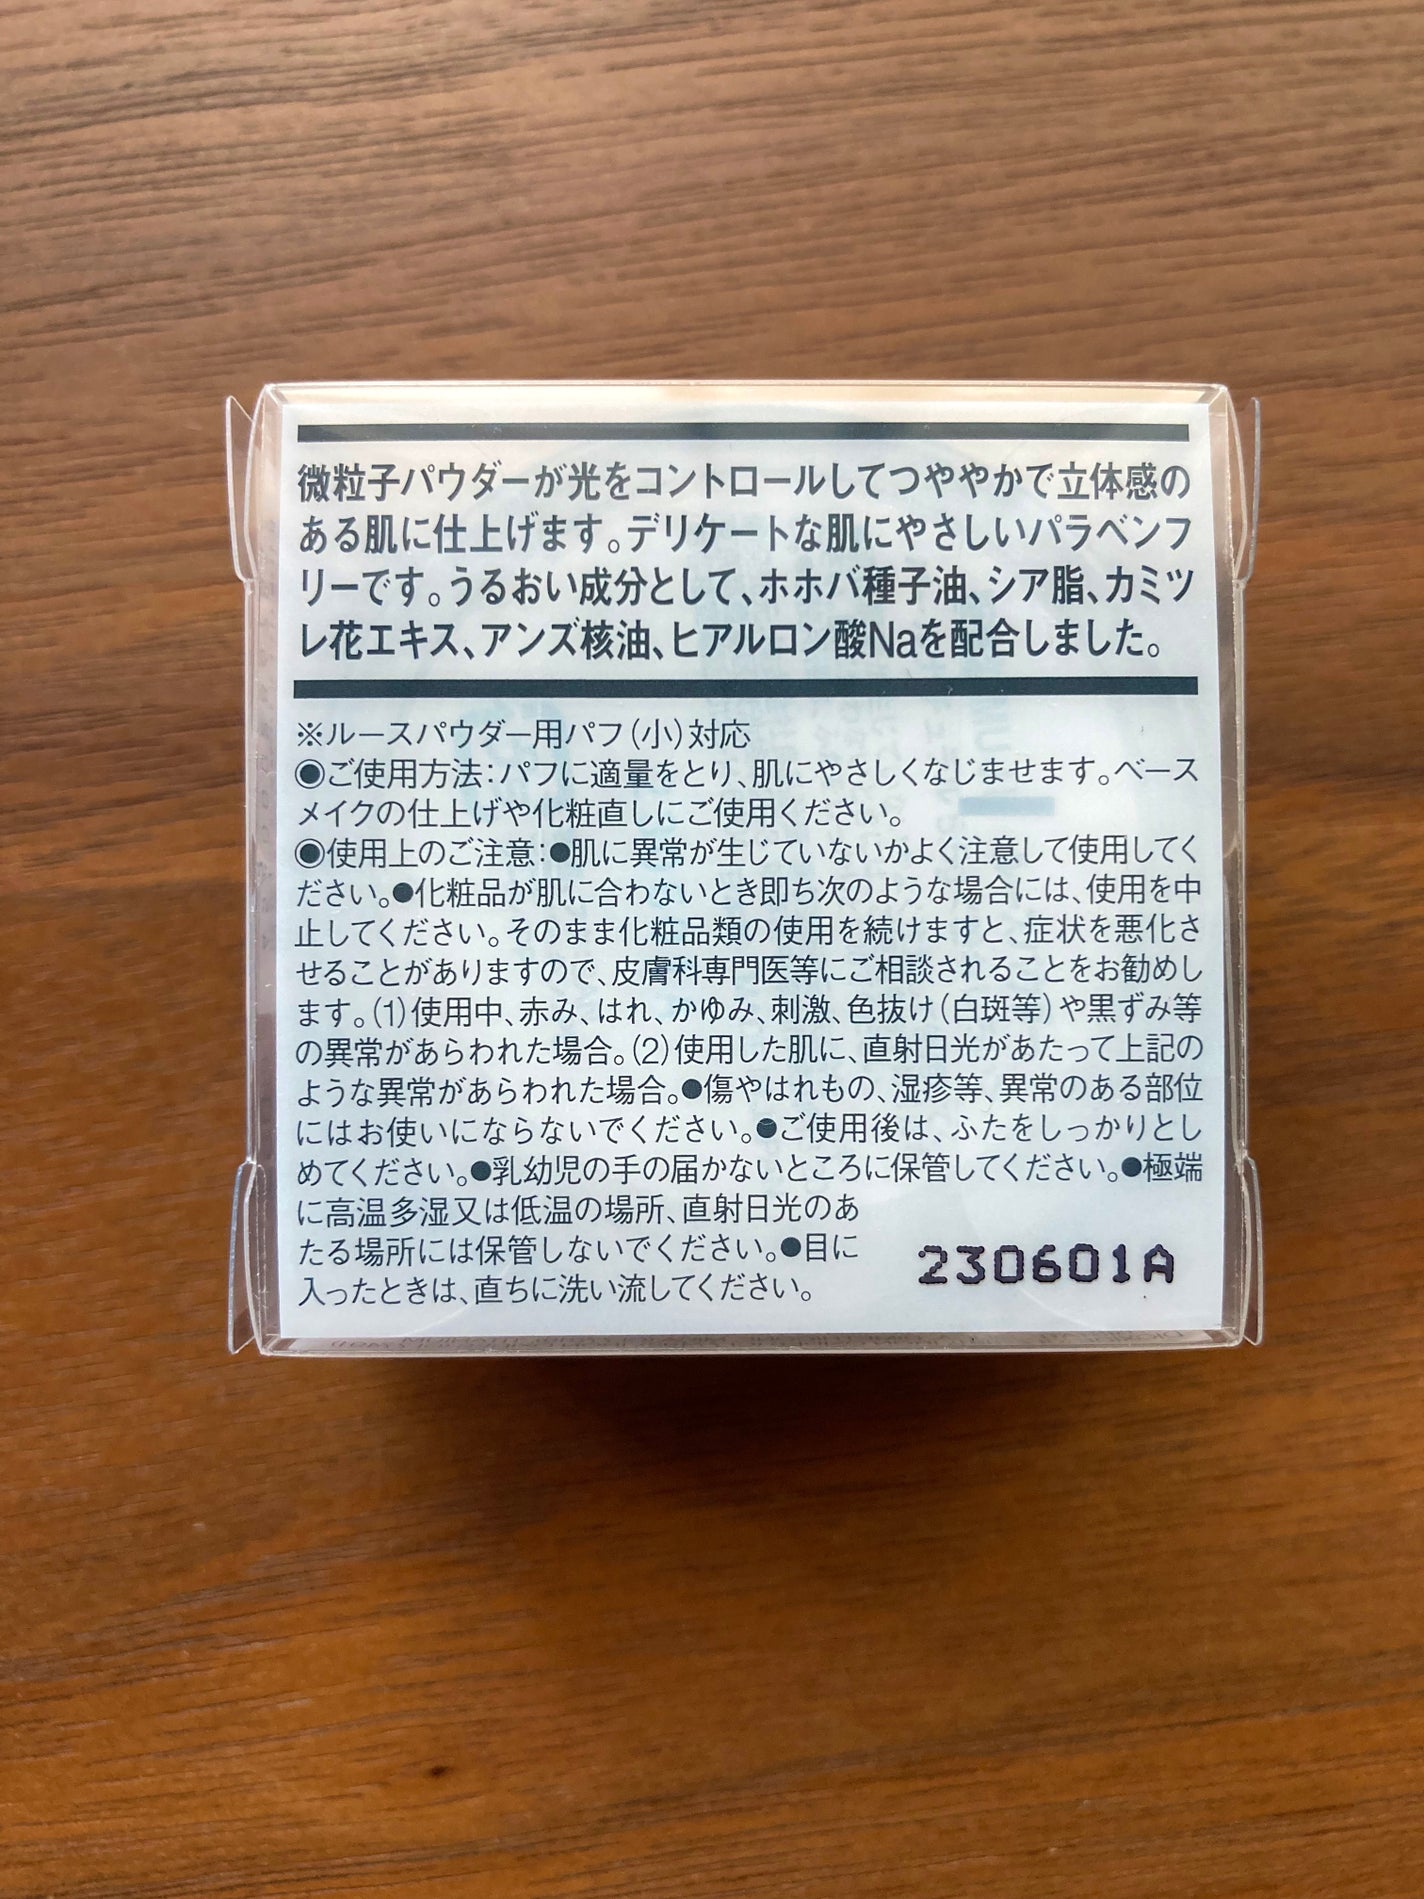 微粒子パウダーが光をコントロールしてつややかで立体感の
ある肌に仕上げます。デリケートな肌にやさしいパラベンフ
リーです。うるおい成分として、ホホバ種子油、シア脂、カミツ
レ花エキス、アンズ核油、ヒアルロン酸Naを配合しました。
※ルースパウダー用パフ(小)対応
◉ご使用方法:パフに適量をとり、肌にやさしくなじませます。ベース
メイクの仕上げや化粧直しにご使用ください。
◉使用上のご注意:●肌に異常が生じていないかよく注意して使用してく
ださい。●化粧品が肌に合わないとき即ち次のような場合には、使用を中
止してください。そのまま化粧品類の使用を続けますと、症状を悪化さ
せることがありますので、皮膚科専門医等にご相談されることをお勧めし
ます。(1)使用中、赤み、はれ、かゆみ、刺激、色抜け(白斑等)や黒ずみ等
の異常があらわれた場合。(2)使用した肌に、直射日光があたって上記の
ような異常があらわれた場合。●傷やはれもの、湿疹等、異常のある部位
にはお使いにならないでください。●ご使用後は、ふたをしっかりとし
めてください。●乳幼児の手の届かないところに保管してください。●極端
に高温多湿又は低温の場所、直射日光のあ
たる場所には保管しないでください。●目に
入ったときは、直ちに洗い流してください。
230601A